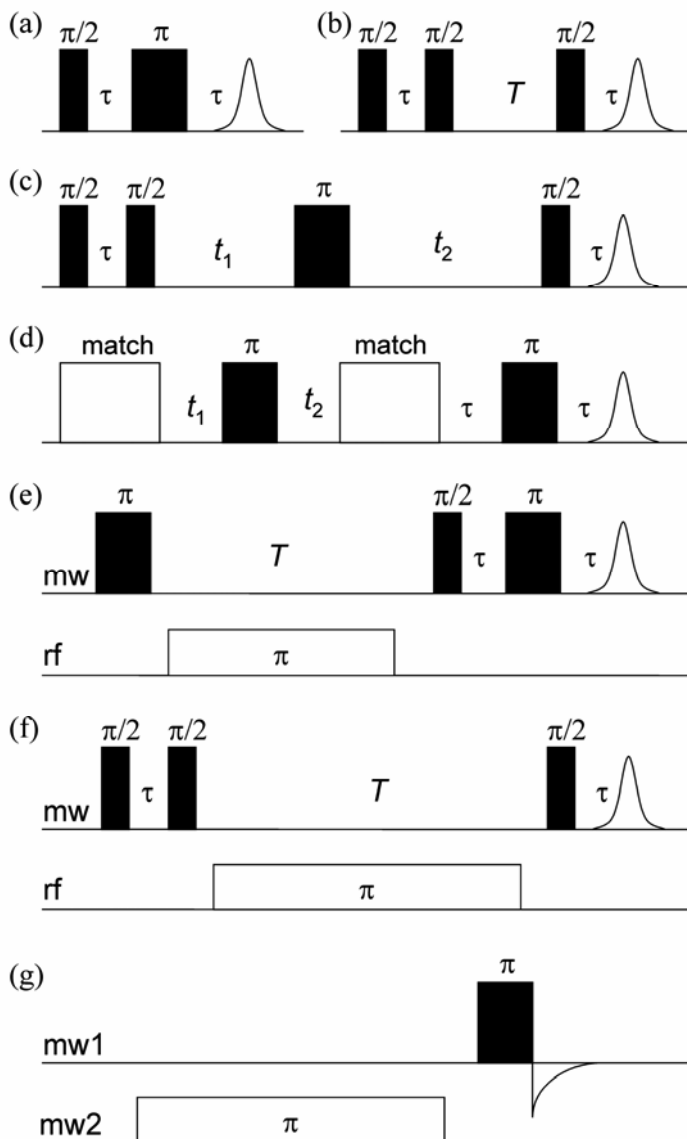 (a) π/2 τ π τ
(b) π/2 τ π/2 T π/2 τ
(c) π/2 τ π/2 t₁ π t₂ π/2 τ
(d) match t₁ π t₂ match τ π τ
(e) π T π/2 τ π τ
mw
rf π
(f) π/2 τ π/2 T π/2 τ
mw
rf π
(g) π
mw1
mw2 π